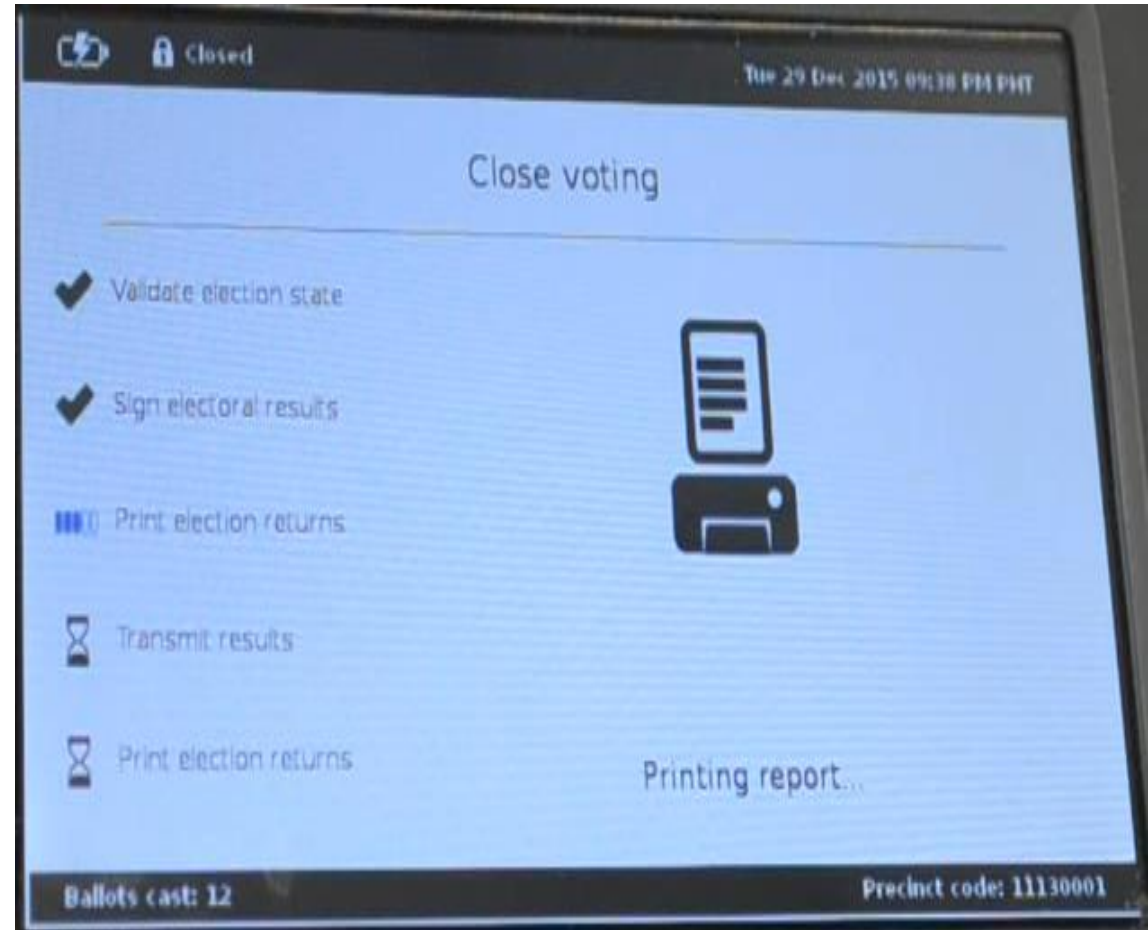 Closed
Tue 29 Dec 2015 09:38 PM PHT
Close voting
Validate election state
Sign electoral results
Print election returns
Transmit results
Print election returns
Printing report...
Ballots cast: 12
Precinct code: 11130001